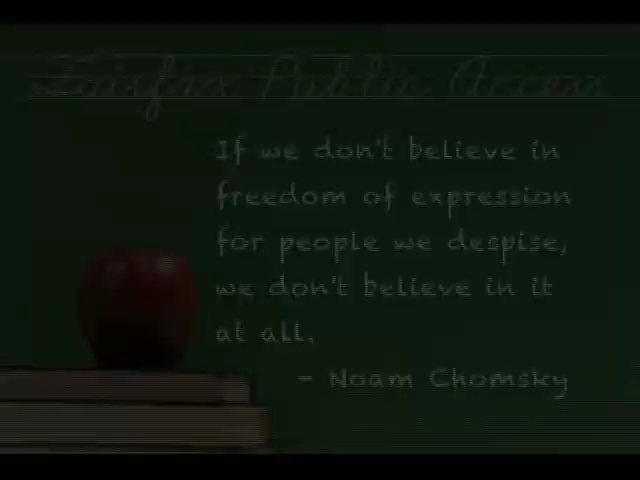 Fairfax Public Access
If we don't believe in
freedom of expression
for people we despise,
we don't believe in it
at all.
- Noam Chomsky